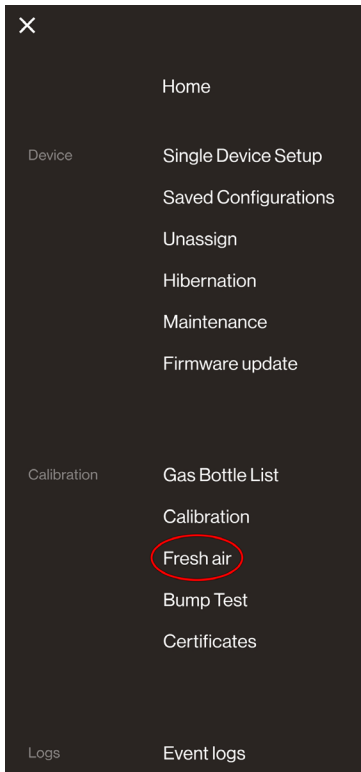 Home
Device Single Device Setup
Saved Configurations
Unassign
Hibernation
Maintenance
Firmware update
Calibration Gas Bottle List
Calibration
Fresh air
Bump Test
Certificates
Logs Event logs